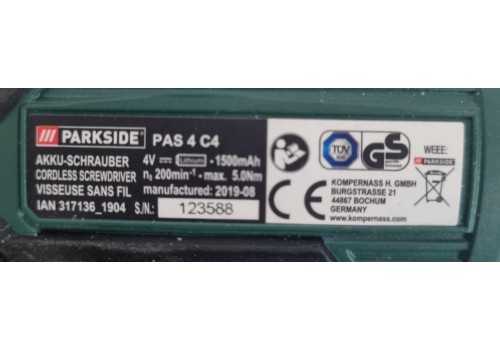 /// PARKSIDE® PAS 4 C4
AKKU-SCHRAUBER 4V ⎓ Lithium -1500mAh
CORDLESS SCREWDRIVER n₀ 200min⁻¹- max. 5.0Nm
VISSEUSE SANS FIL manufactured: 2019-08
IAN 317136_1904 S/N.: 123588
TÜV
GS
WEEE:
PARKSIDE
CE
KOMPERNASS H. GMBH
BURGSTRASSE 21
44867 BOCHUM
GERMANY
www.kompernass.com